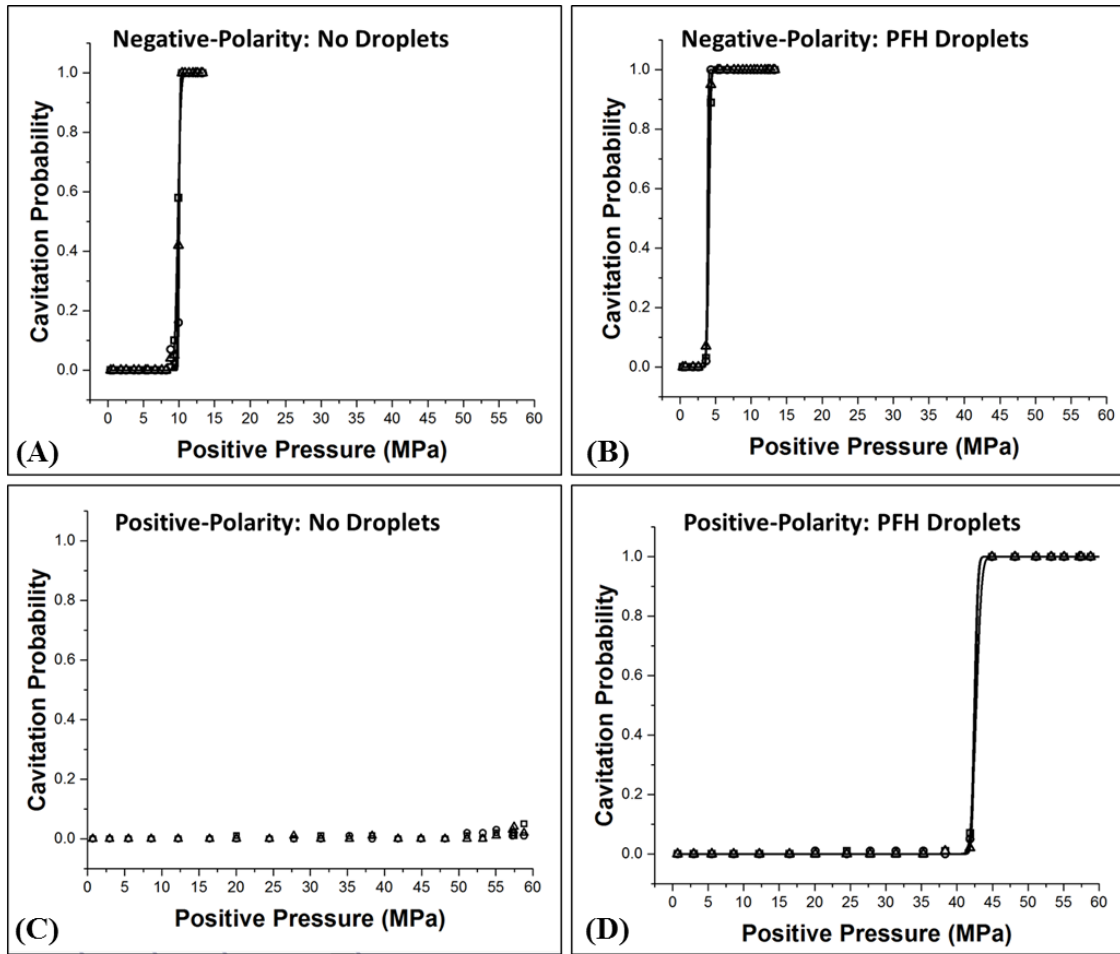 Negative-Polarity: No Droplets
Cavitation Probability
1.0
0.8
0.6
0.4
0.2
0.0
0 5 10 15 20 25 30 35 40 45 50 55 60
Positive Pressure (MPa)
(A)
Negative-Polarity: PFH Droplets
Cavitation Probability
1.0
0.8
0.6
0.4
0.2
0.0
0 5 10 15 20 25 30 35 40 45 50 55 60
Positive Pressure (MPa)
(B)
Positive-Polarity: No Droplets
Cavitation Probability
1.0
0.8
0.6
0.4
0.2
0.0
0 5 10 15 20 25 30 35 40 45 50 55 60
Positive Pressure (MPa)
(C)
Positive-Polarity: PFH Droplets
Cavitation Probability
1.0
0.8
0.6
0.4
0.2
0.0
0 5 10 15 20 25 30 35 40 45 50 55 60
Positive Pressure (MPa)
(D)